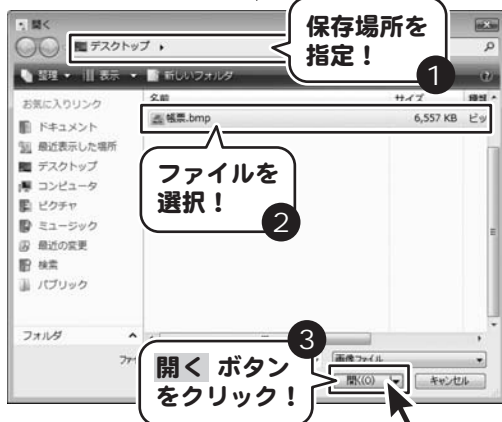 開く
デスクトップ
保存場所を
指定！
1
整理
表示
新しいフォルダ
お気に入りリンク
名前
サイズ
種類
ドキュメント
帳票.bmp
6,557 KB
ビッ
最近表示した場所
デスクトップ
コンピュータ
ピクチャ
ミュージック
最近の変更
検索
パブリック
ファイルを
選択！
2
フォルダ
3
画像ファイル
開く ボタン
をクリック！
開く(O)
キャンセル